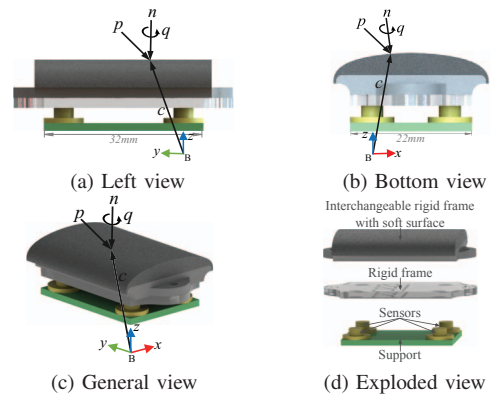 n
p q
c
32mm
z
y B
(a) Left view
n
p q
c
22mm
z
B x
(b) Bottom view
n
p q
c
z
y x
B
(c) General view
Interchangeable rigid frame
with soft surface
Rigid frame
Sensors
Support
(d) Exploded view